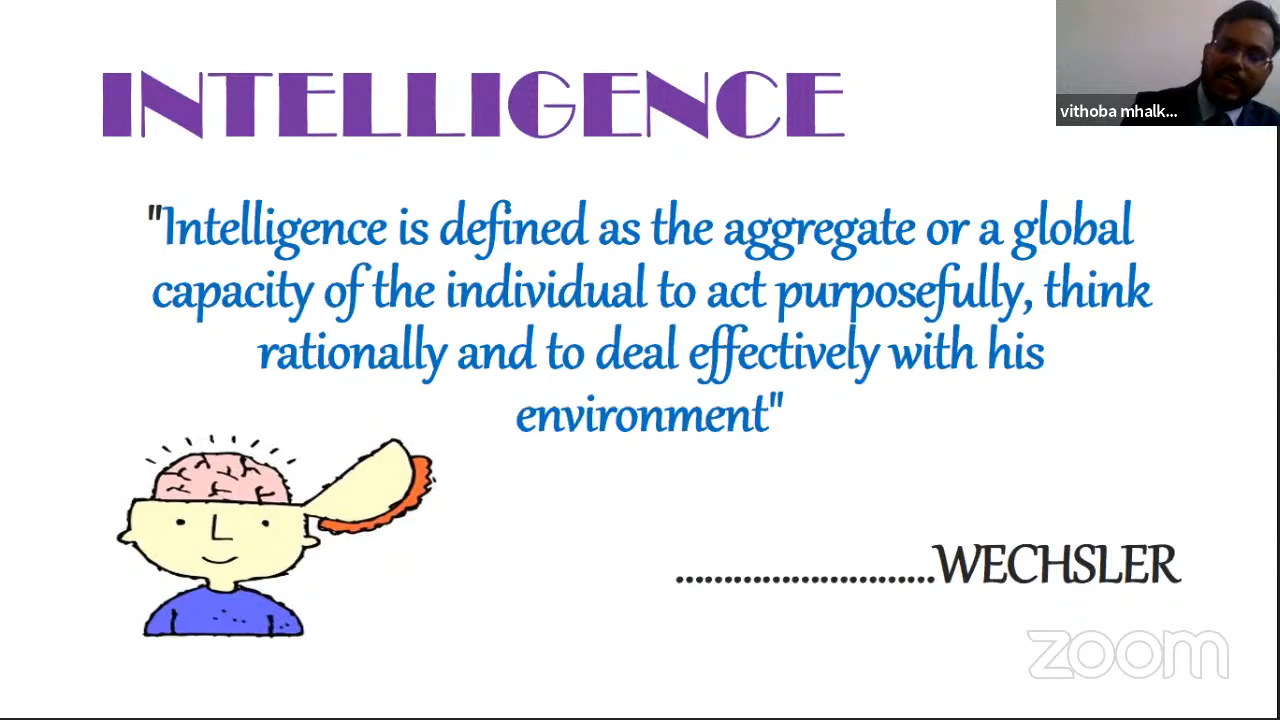 INTELLIGENCE
vithoba mhalk...
"Intelligence is defined as the aggregate or a global
capacity of the individual to act purposefully, think
rationally and to deal effectively with his
environment"
...........................WECHSLER
zoom